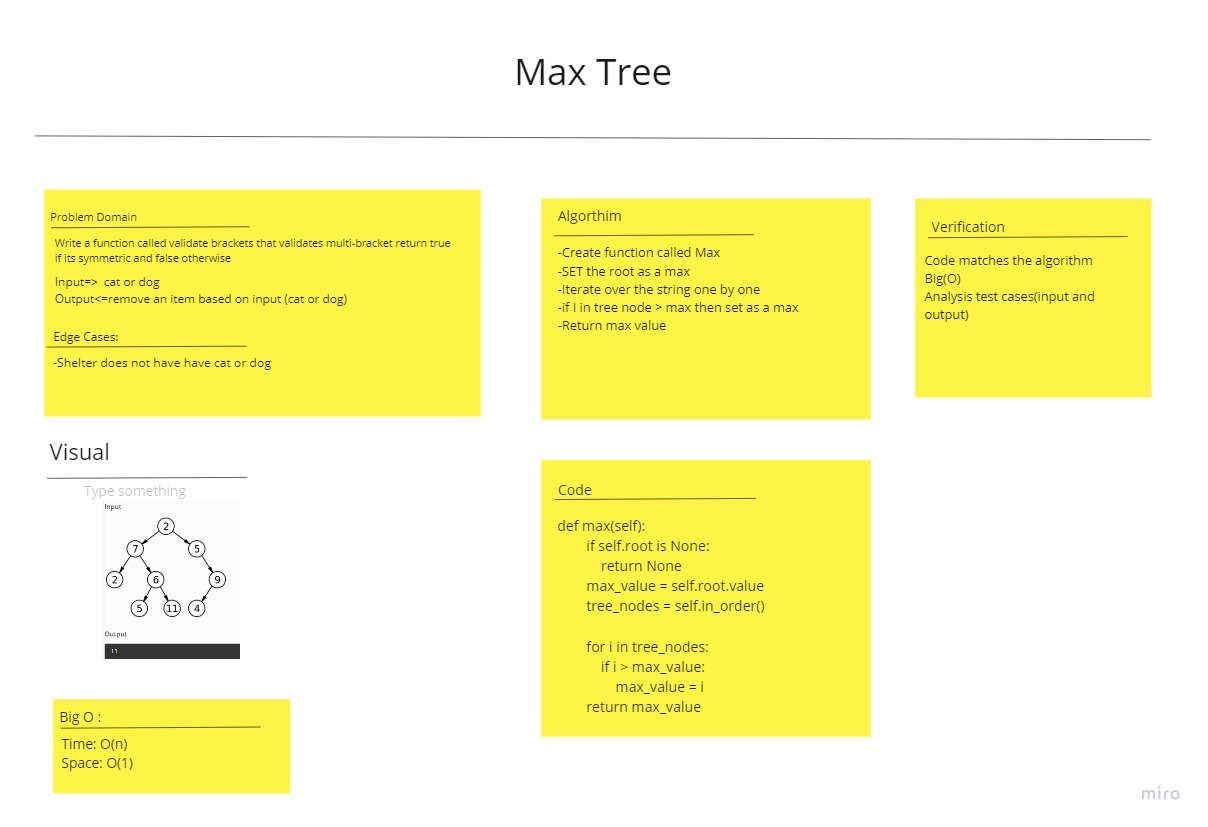 Max Tree
Problem Domain
Write a function called validate brackets that validates multi-bracket return true
if its symmetric and false otherwise
Input=> cat or dog
Output<=remove an item based on input (cat or dog)
Edge Cases:
-Shelter does not have have cat or dog
Algorthim
-Create function called Max
-SET the root as a max
-Iterate over the string one by one
-if I in tree node > max then set as a max
-Return max value
Verification
Code matches the algorithm
Big(O)
Analysis test cases(input and
output)
Visual
Type something
Input
2
7 5
2 6 9
5 11 4
Output
11
Code
def max(self):
if self.root is None:
return None
max_value = self.root.value
tree_nodes = self.in_order()
for i in tree_nodes:
if i > max_value:
max_value = i
return max_value
Big O :
Time: O(n)
Space: O(1)
miro